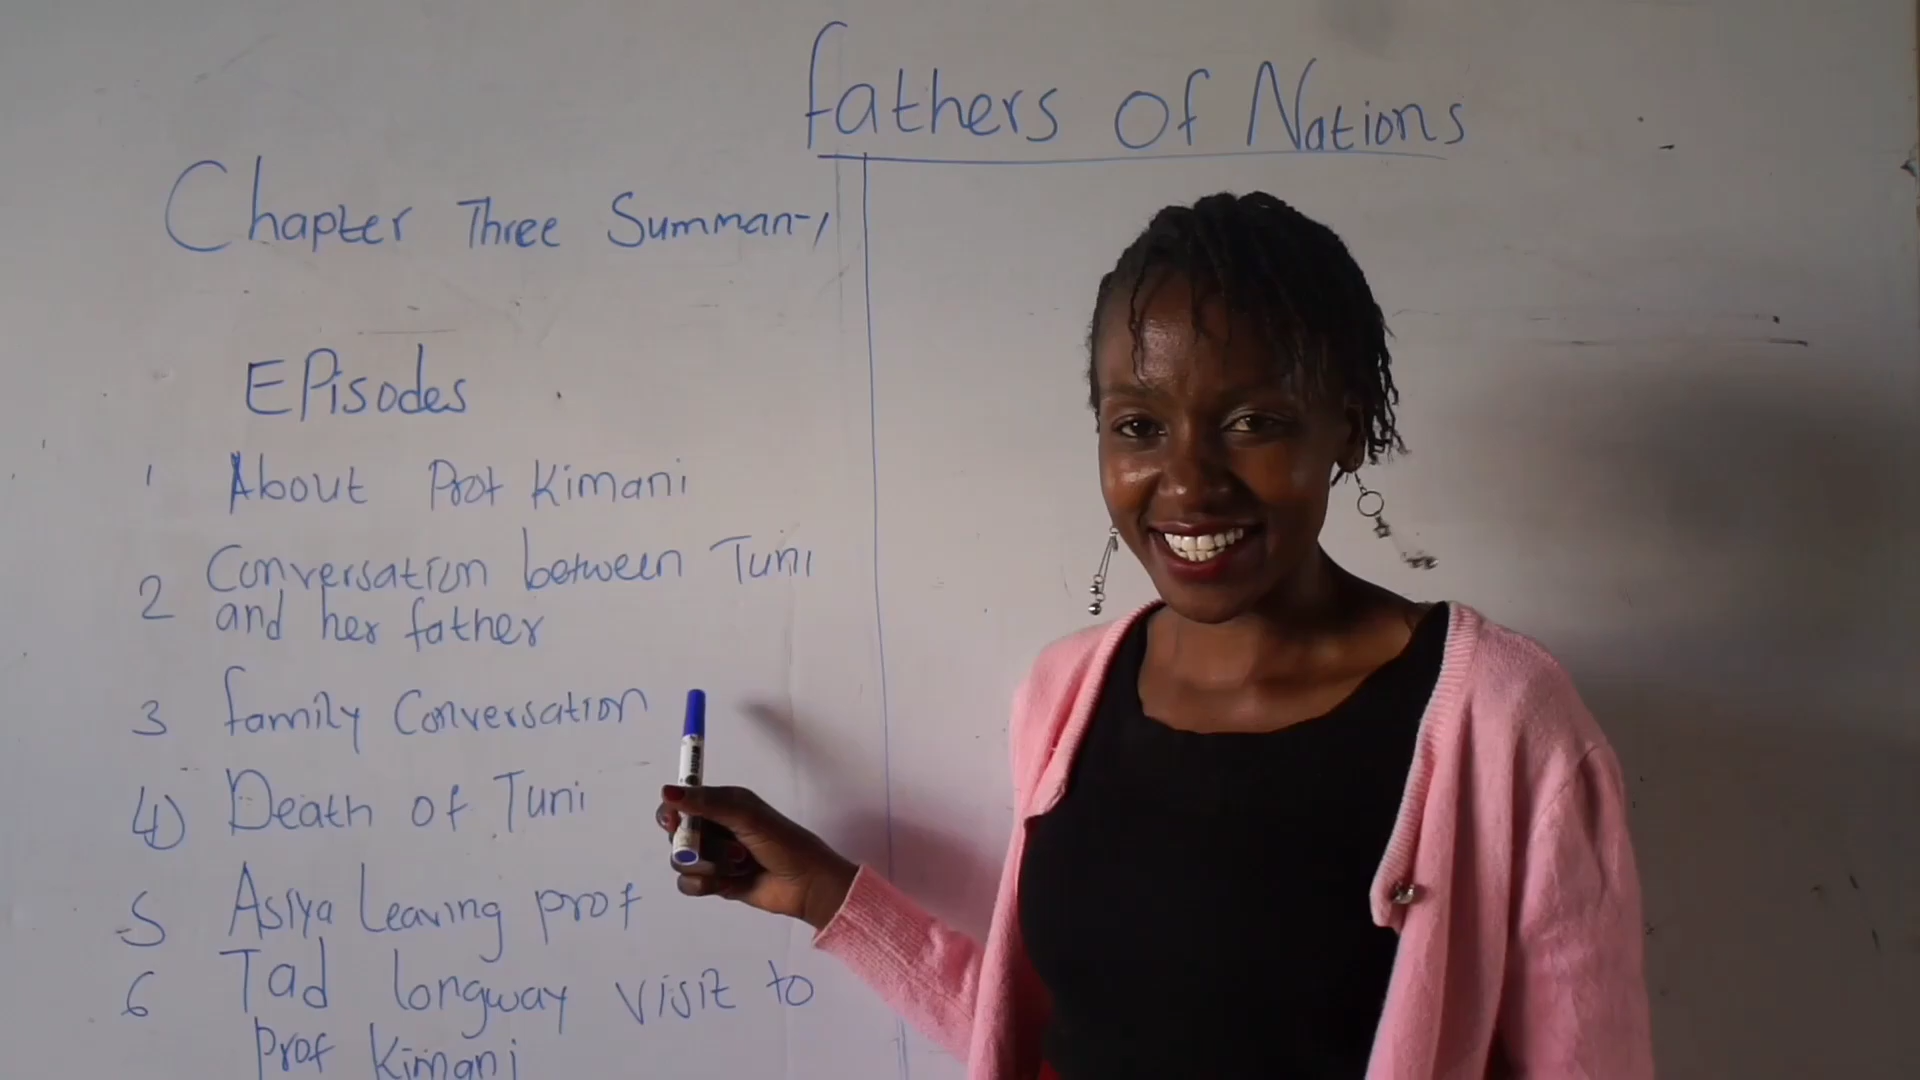 Fathers Of Nations
Chapter Three Summary
EPisodes
1 About Prof Kimani
2 Conversation between Tuni
and her father
3 family Conversation
4) Death of Tuni
5 Asiya Leaving prof
6 Tad longway visit to
Prof Kimani